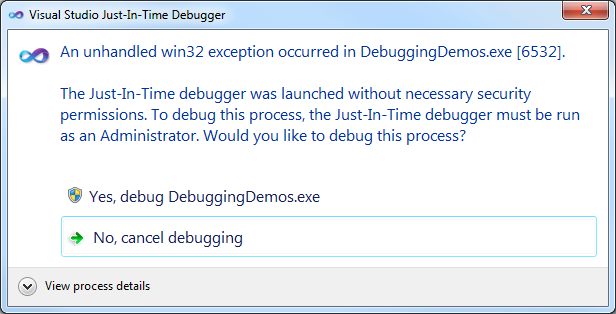 Visual Studio Just-In-Time Debugger
An unhandled win32 exception occurred in DebuggingDemos.exe [6532].
The Just-In-Time debugger was launched without necessary security
permissions. To debug this process, the Just-In-Time debugger must be run
as an Administrator. Would you like to debug this process?
Yes, debug DebuggingDemos.exe
No, cancel debugging
View process details